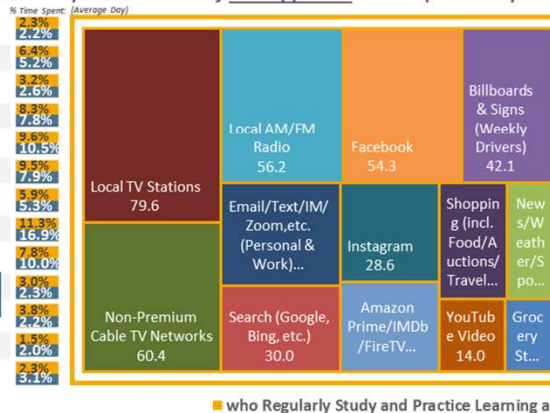 % Time Spent: (Average Day)
2.3%
2.2%
6.4%
5.2%
3.2%
2.6%
8.3%
7.8%
9.6%
10.5%
9.5%
7.9%
5.9%
5.3%
11.3%
16.9%
7.8%
10.0%
3.0%
2.3%
3.8%
2.2%
1.5%
2.0%
2.3%
3.1%
Local TV Stations
79.6
Non-Premium
Cable TV Networks
60.4
Local AM/FM
Radio
56.2
Facebook
54.3
Billboards
& Signs
(Weekly
Drivers)
42.1
Email/Text/IM/
Zoom,etc.
(Personal &
Work)...
Instagram
28.6
Shoppin
g (incl.
Food/A
uctions/
Travel...
New
s/W
eath
er/S
po...
Search (Google,
Bing, etc.)
30.0
Amazon
Prime/IMDb
/FireTV...
YouTub
e Video
14.0
Groc
ery
St...
who Regularly Study and Practice Learning a